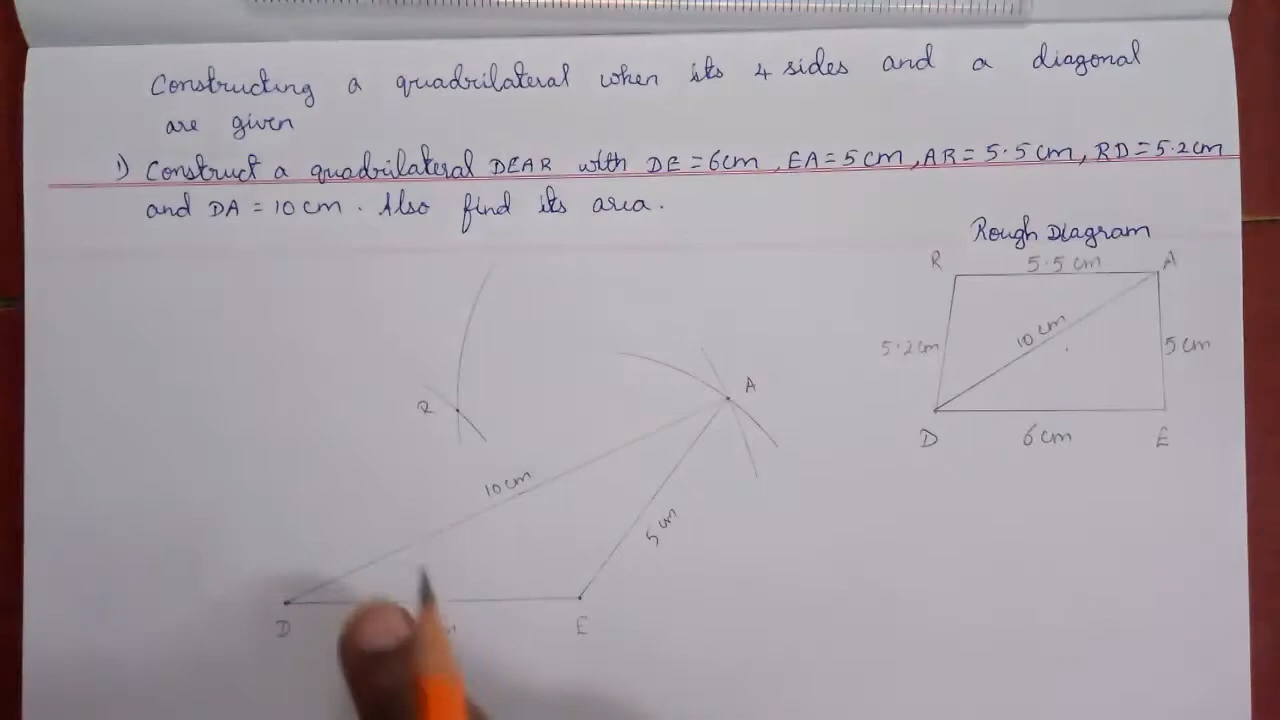 Constructing a quadrilateral when its 4 sides and a diagonal
are given
1) Construct a quadrilateral DEAR with DE = 6cm, EA = 5cm, AR = 5.5cm, RD = 5.2cm
and DA = 10cm. Also find its area.
Rough Diagram
R 5.5 cm A
5.2cm 10 cm 5 cm
D 6 cm E
R A
10 cm
5 cm
D E